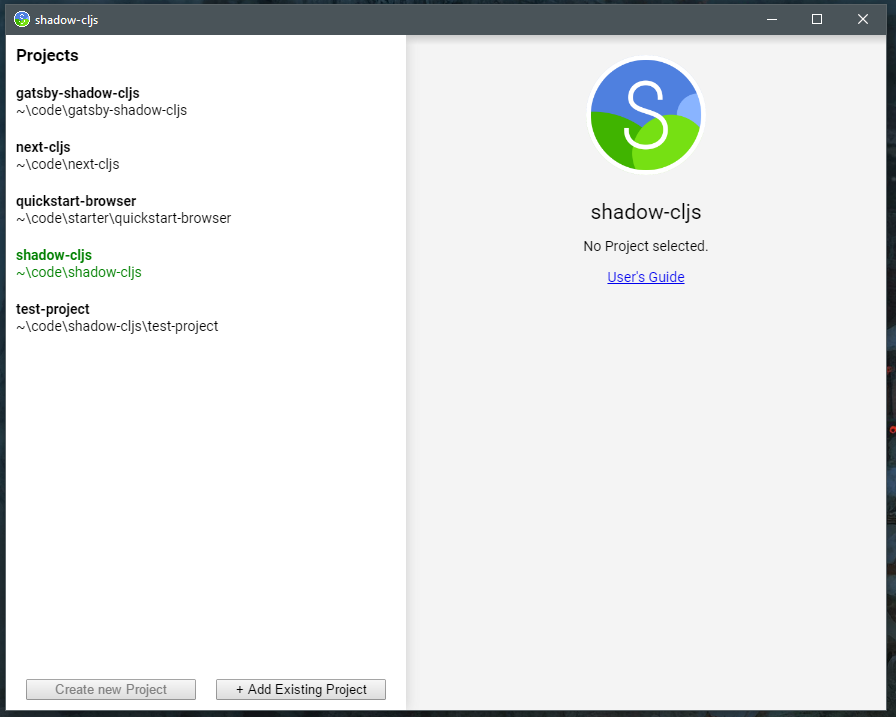 shadow-cljs
Projects
gatsby-shadow-cljs
~\code\gatsby-shadow-cljs
next-cljs
~\code\next-cljs
quickstart-browser
~\code\starter\quickstart-browser
shadow-cljs
~\code\shadow-cljs
test-project
~\code\shadow-cljs\test-project
Create new Project
+ Add Existing Project
S
shadow-cljs
No Project selected.
User's Guide